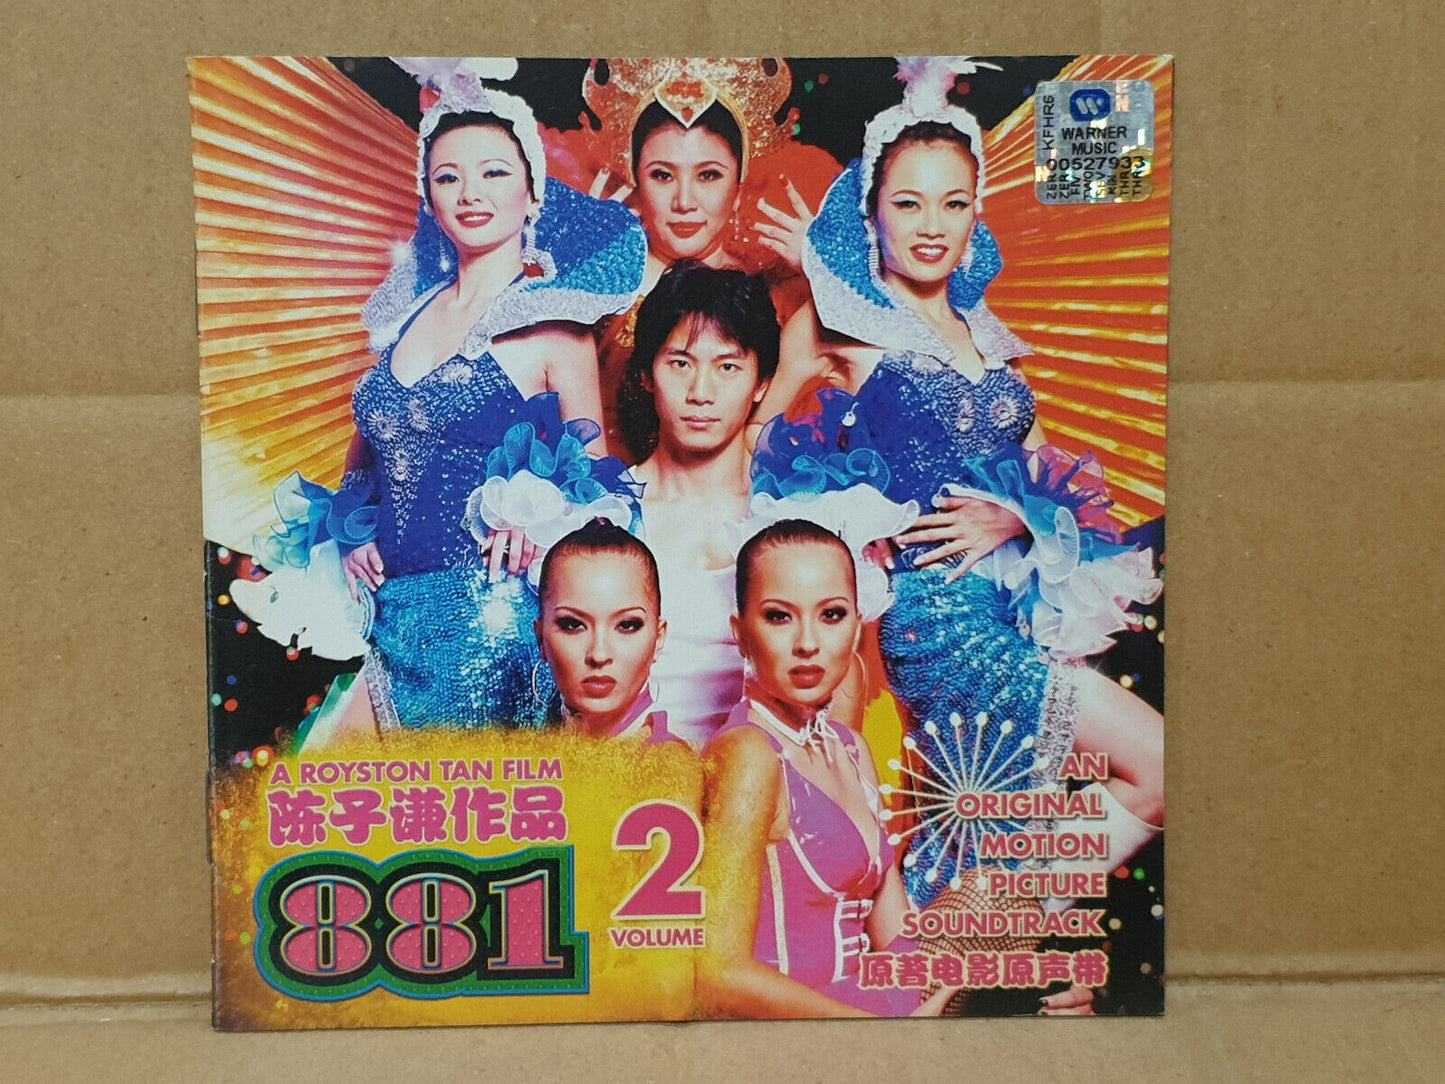 WARNER
MUSIC
00527933
KFHR6
A ROYSTON TAN FILM
陈子谦作品
881
2
VOLUME
AN
ORIGINAL
MOTION
PICTURE
SOUNDTRACK
原著电影原声带